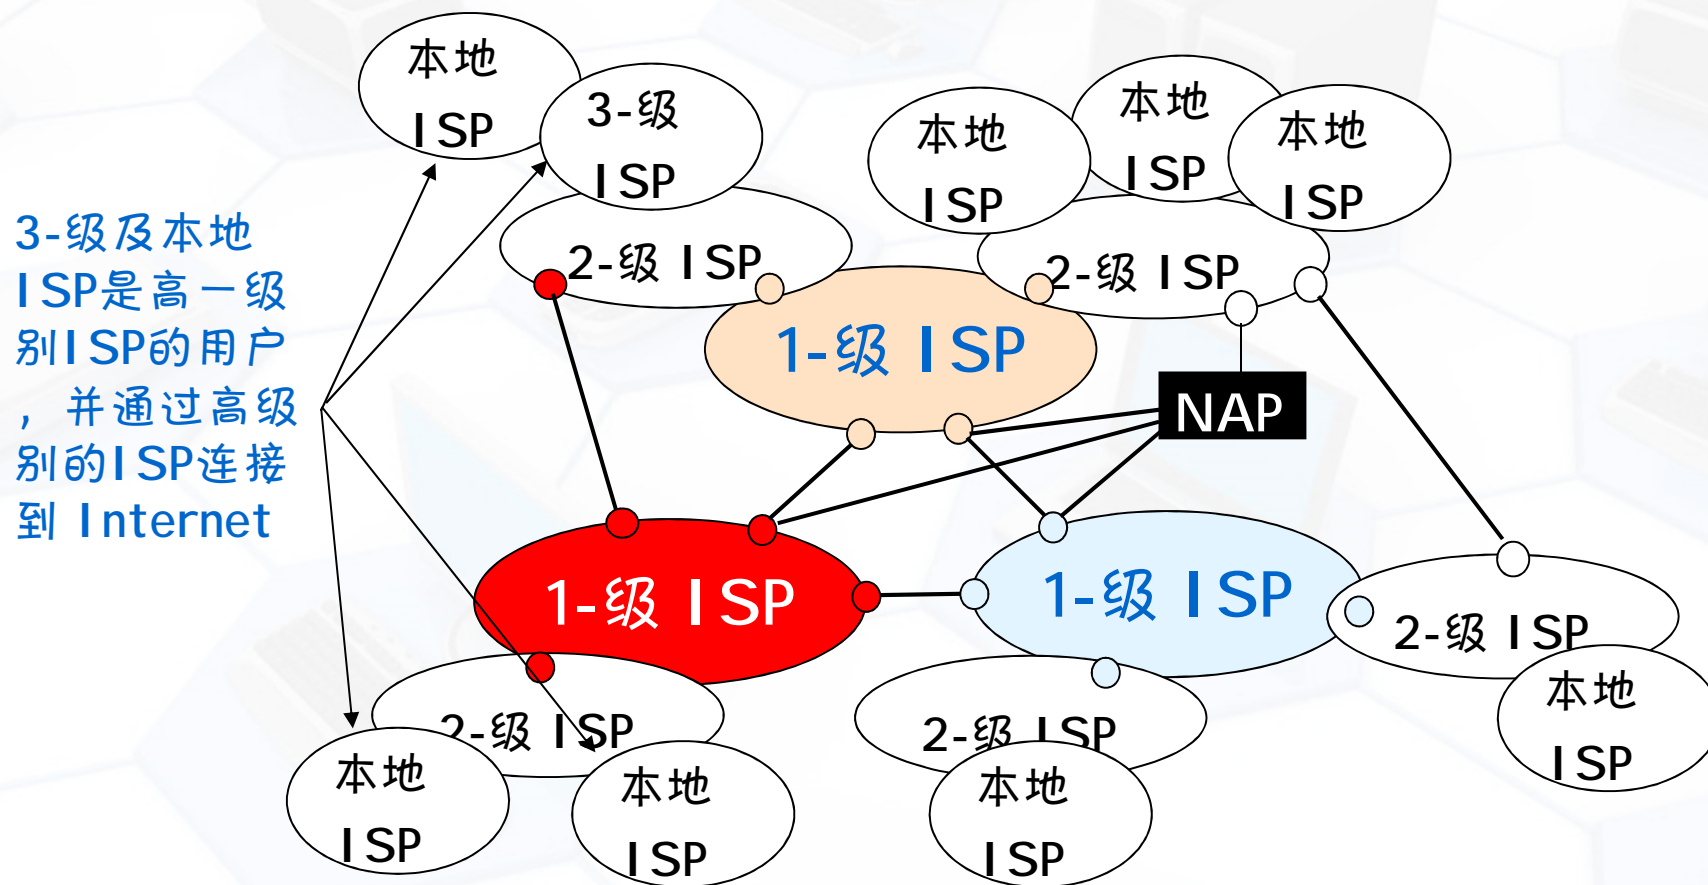 本地
ISP
3-级
ISP
本地
ISP
本地
ISP
本地
ISP
3-级及本地
ISP是高一级
别ISP的用户
，并通过高级
别的ISP连接
到 Internet
2-级 ISP
2-级 ISP
1-级 ISP
NAP
1-级 ISP
1-级 ISP
2-级 ISP
本地
ISP
2-级 ISP
2-级 ISP
本地
ISP
本地
ISP
本地
ISP